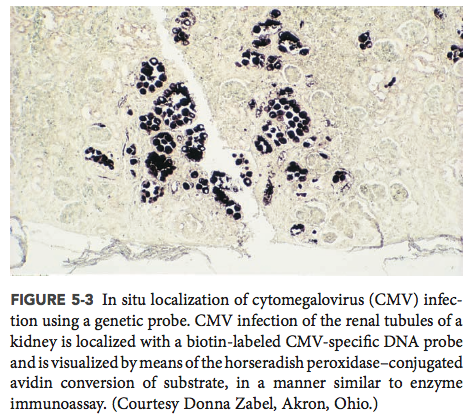 FIGURE 5-3 In situ localization of cytomegalovirus (CMV) infec-
tion using a genetic probe. CMV infection of the renal tubules of a
kidney is localized with a biotin-labeled CMV-specific DNA probe
and is visualized by means of the horseradish peroxidase–conjugated
avidin conversion of substrate, in a manner similar to enzyme
immunoassay. (Courtesy Donna Zabel, Akron, Ohio.)